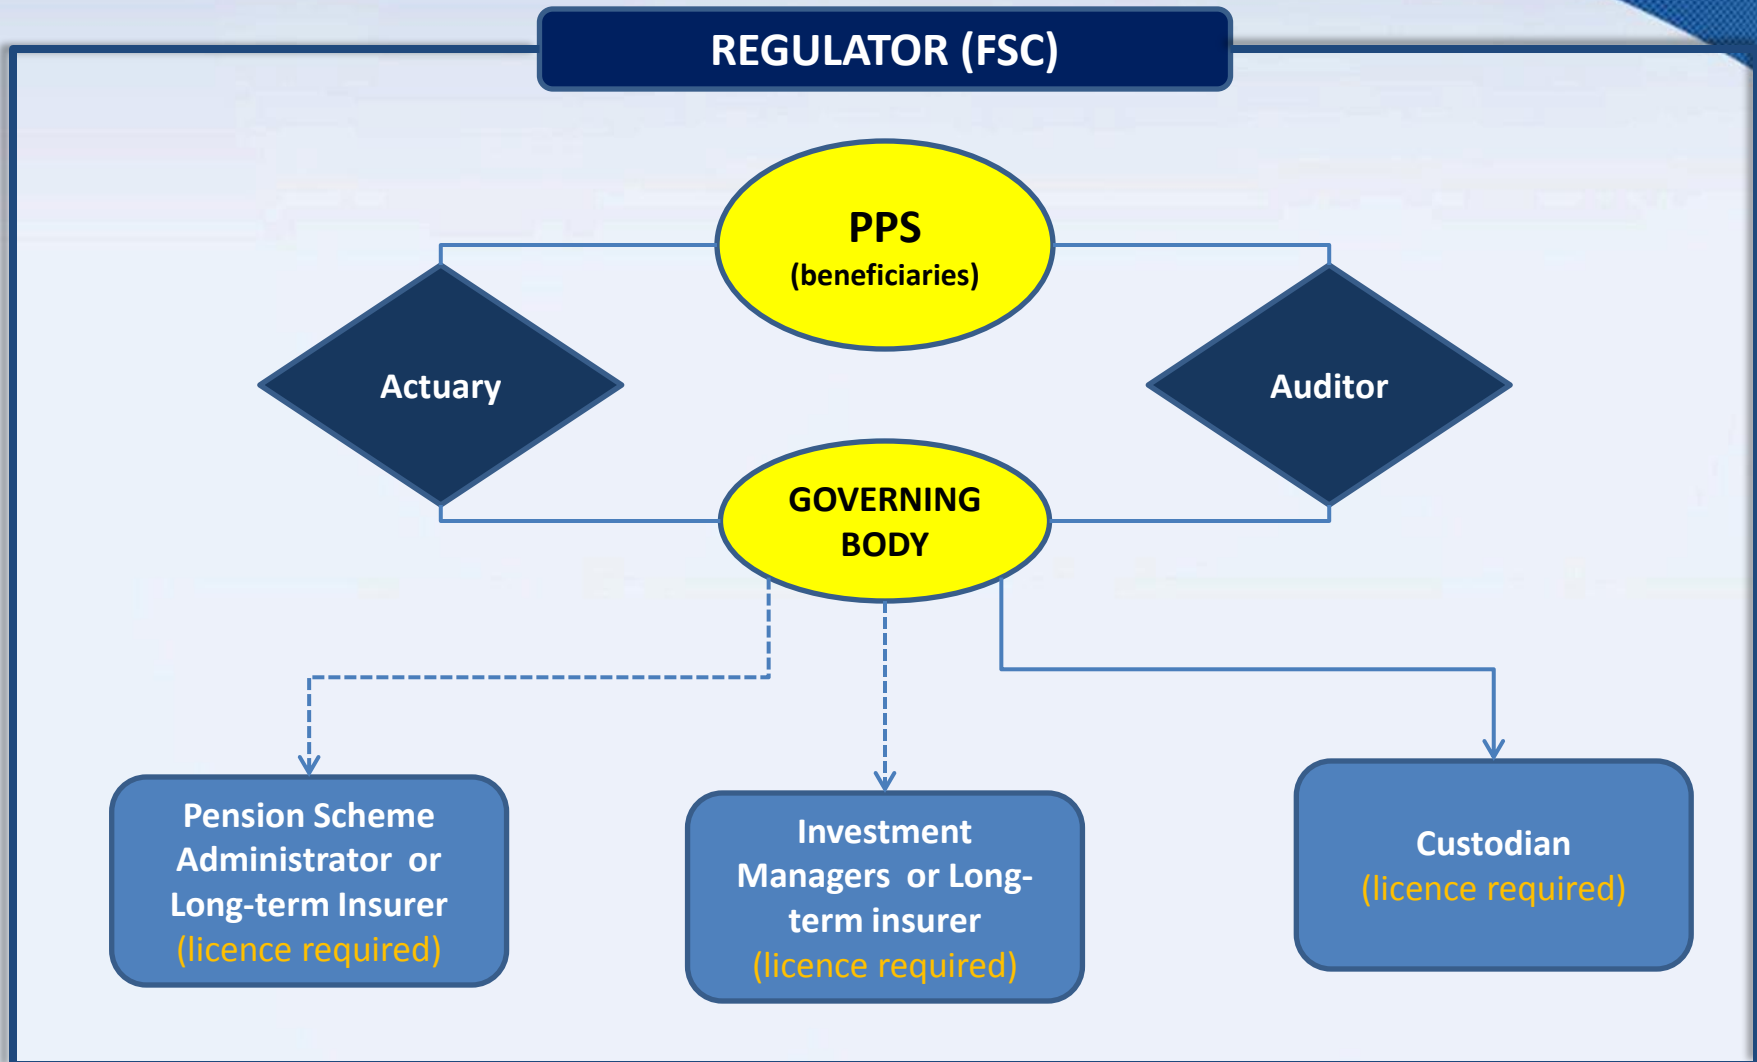 REGULATOR (FSC)
PPS
(beneficiaries)
Actuary
Auditor
GOVERNING
BODY
Pension Scheme
Administrator or
Long-term Insurer
(licence required)
Investment
Managers or Long-
term insurer
(licence required)
Custodian
(licence required)